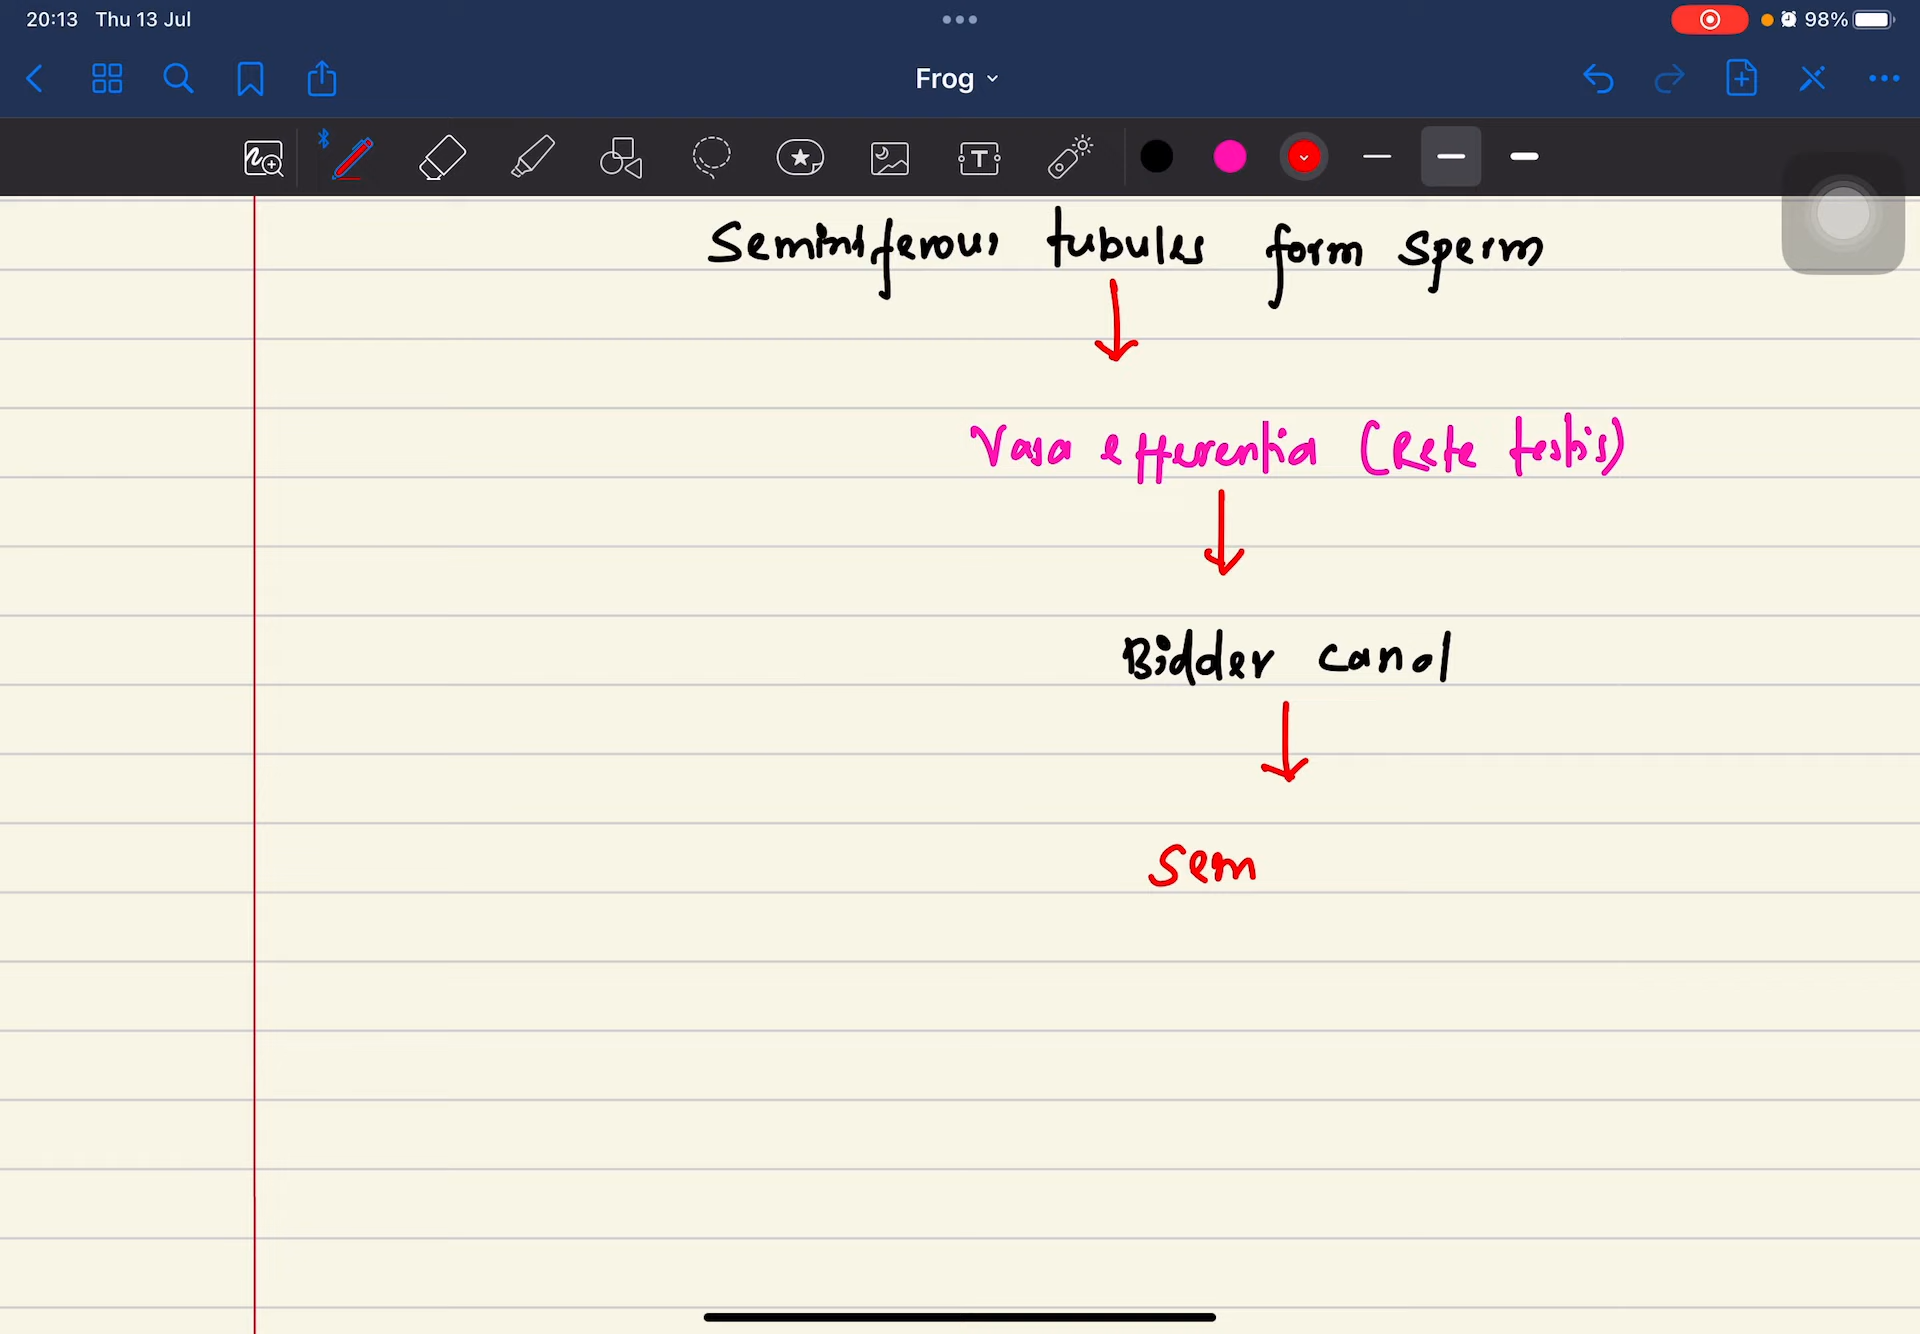 20:13 Thu 13 Jul 98%
Frog
T
Seminiferous tubules form sperm
Vasa efferentia (Rete testis)
Bidder canal
Sem